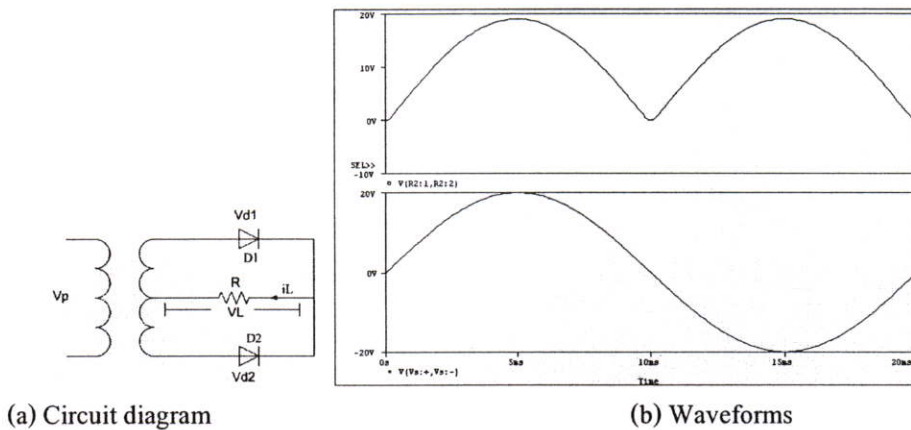 Vd1
D1
R
iL
Vp
VL
D2
Vd2
(a) Circuit diagram
20V
10V
0V
SEL>>
-10V
V(R2:1,R2:2)
20V
0V
-20V
0s
5ms
10ms
15ms
20ms
V(Vs:+,Vs:-)
Time
(b) Waveforms